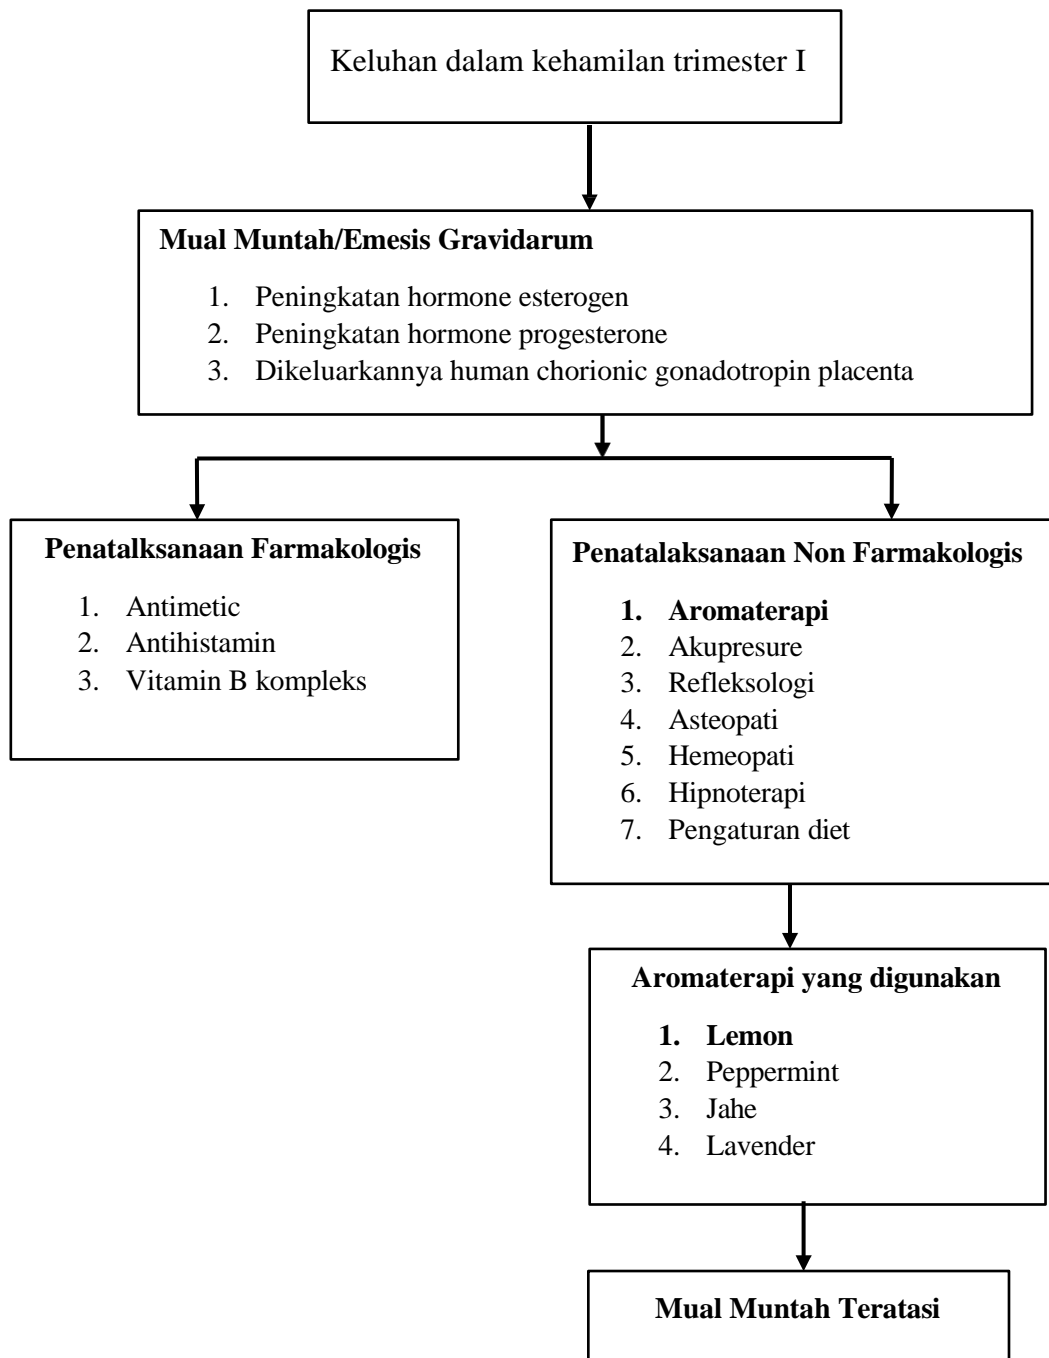 Keluhan dalam kehamilan trimester I
Mual Muntah/Emesis Gravidarum
1. Peningkatan hormone esterogen
2. Peningkatan hormone progesterone
3. Dikeluarkannya human chorionic gonadotropin placenta
Penatalksanaan Farmakologis
1. Antimetic
2. Antihistamin
3. Vitamin B kompleks
Penatalaksanaan Non Farmakologis
1. Aromaterapi
2. Akupresure
3. Refleksologi
4. Asteopati
5. Hemeopati
6. Hipnoterapi
7. Pengaturan diet
Aromaterapi yang digunakan
1. Lemon
2. Peppermint
3. Jahe
4. Lavender
Mual Muntah Teratasi